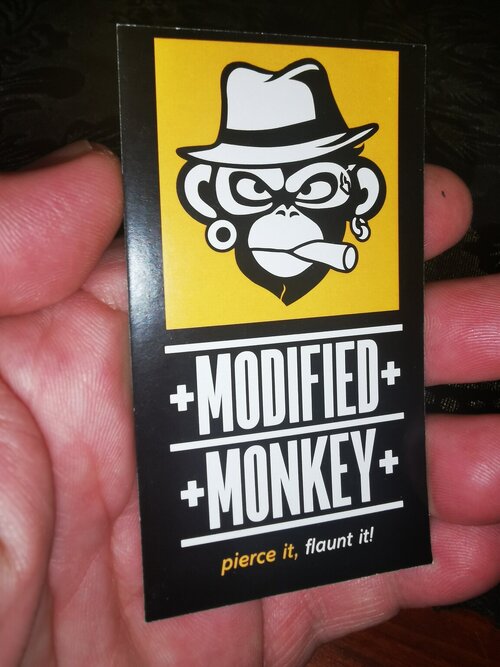 +MODIFIED+
+MONKEY+
pierce it, flaunt it!